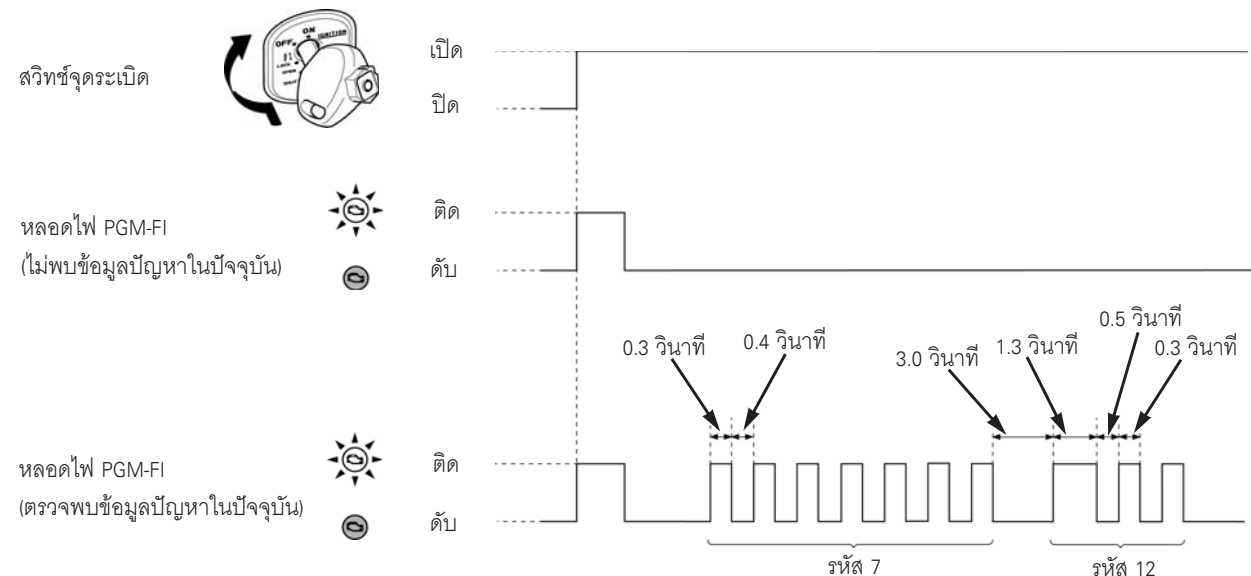 ON
OFF
IGNITION
LOCK
OPEN
สวิทช์จุดระเบิด
เปิด
ปิด
หลอดไฟ PGM-FI
(ไม่พบข้อมูลปัญหาในปัจจุบัน)
ติด
ดับ
0.3 วินาที
0.4 วินาที
3.0 วินาที
1.3 วินาที
0.5 วินาที
0.3 วินาที
หลอดไฟ PGM-FI
(ตรวจพบข้อมูลปัญหาในปัจจุบัน)
ติด
ดับ
รหัส 7
รหัส 12